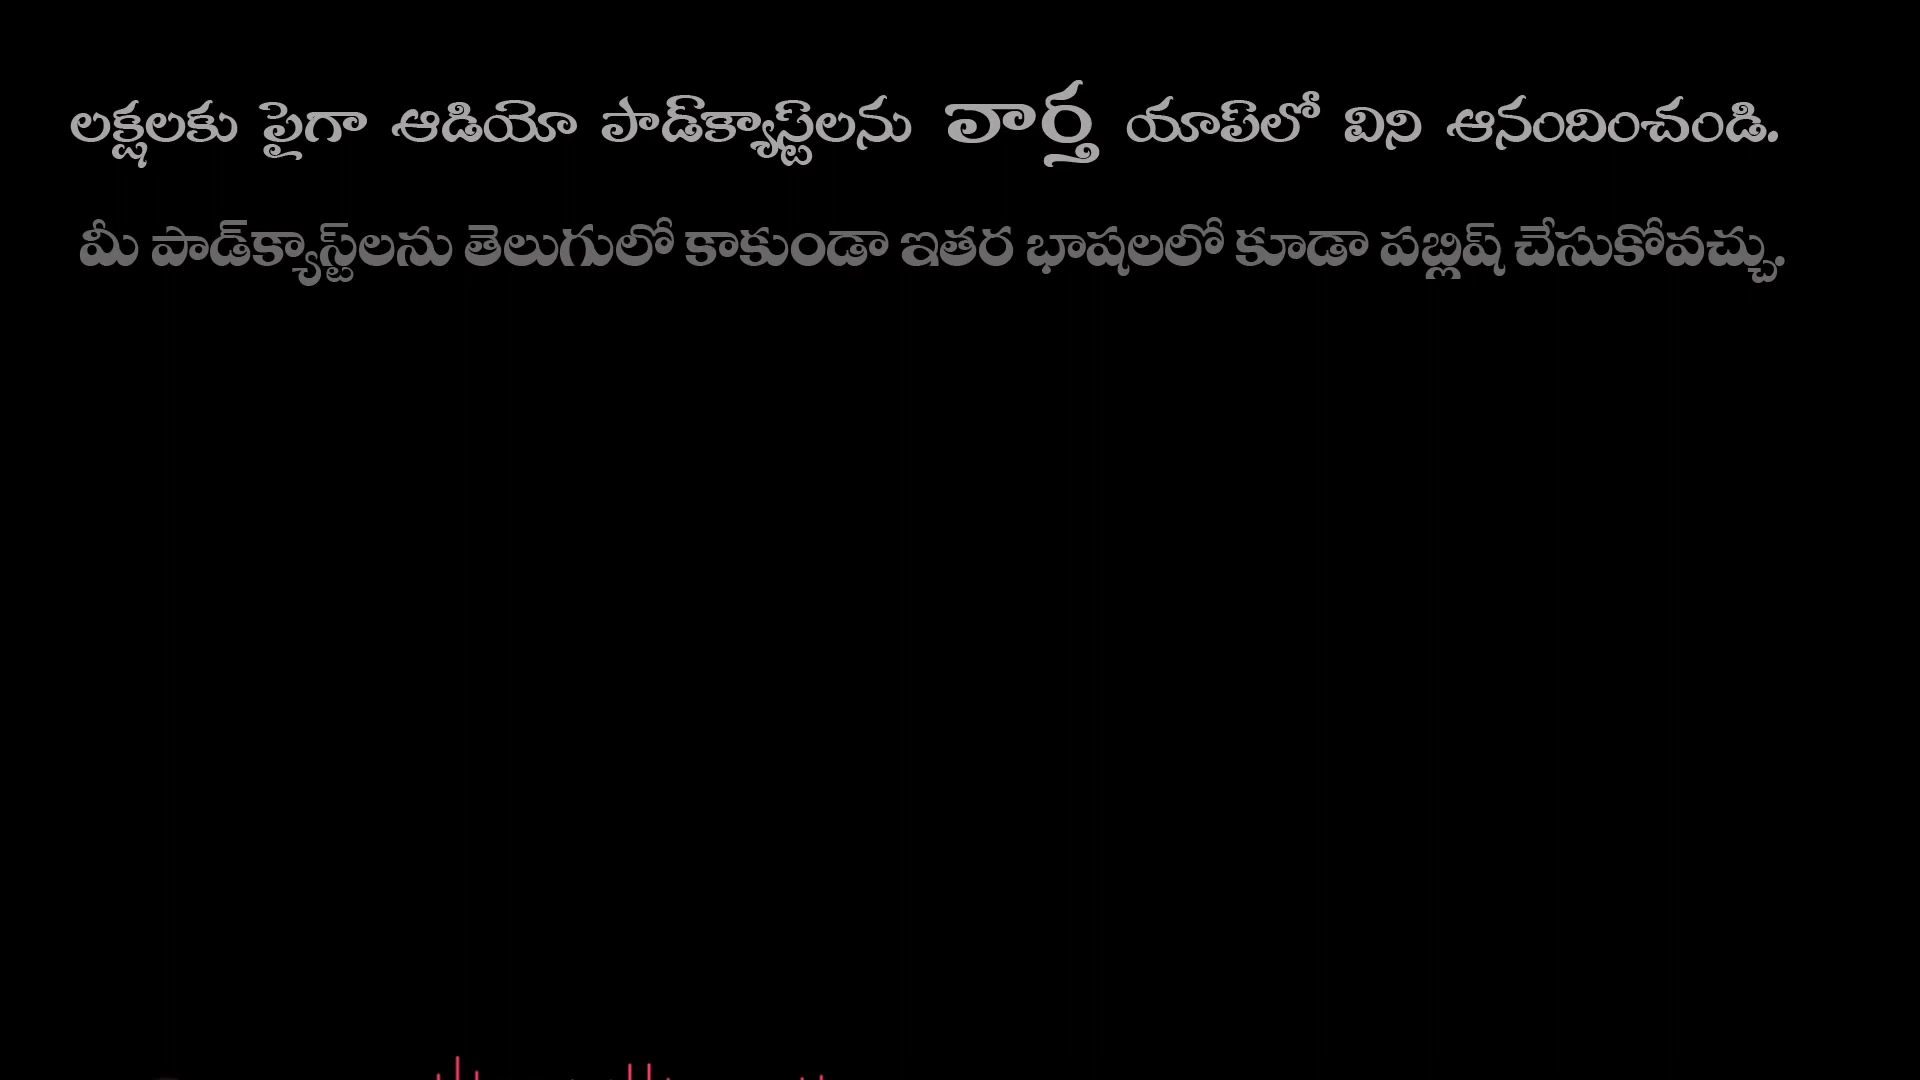 లక్షలకు పైగా ఆడియో పాడ్‌క్యాస్ట్‌లను వార్త యాప్‌లో విని ఆనందించండి.
మీ పాడ్‌క్యాస్ట్‌లను తెలుగులో కాకుండా ఇతర భాషలలో కూడా పబ్లిష్ చేసుకోవచ్చు.